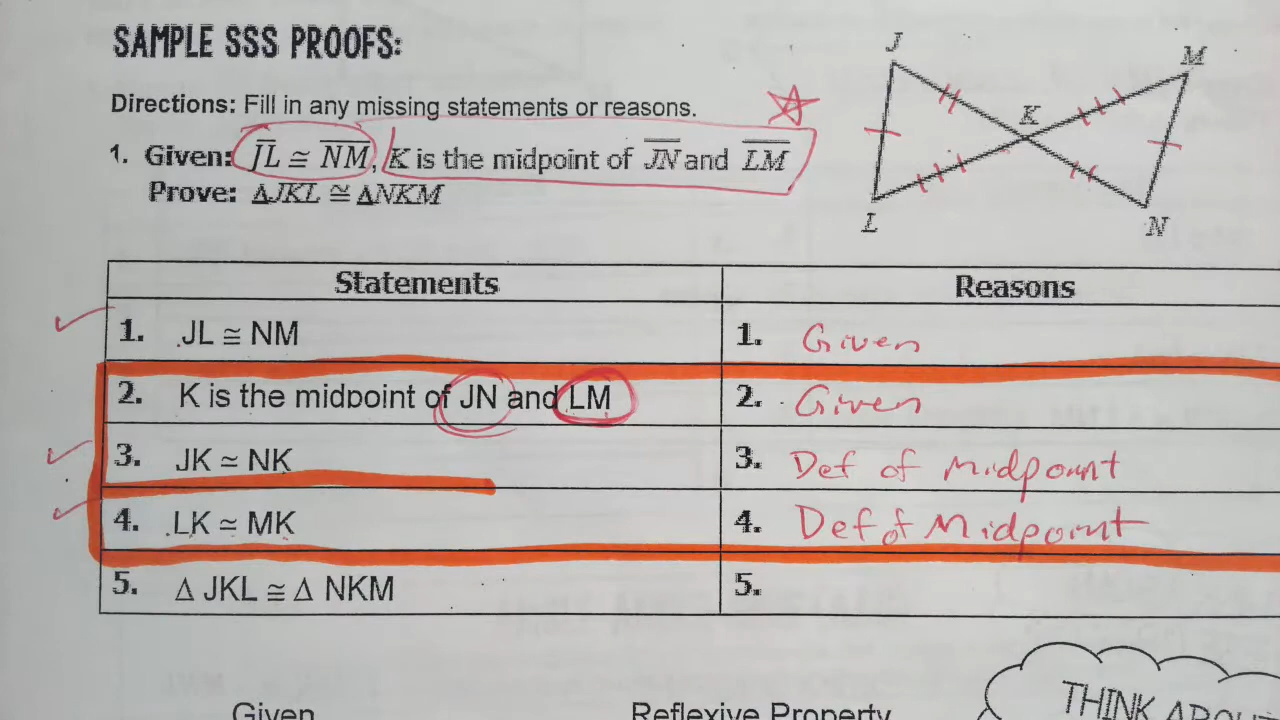 SAMPLE SSS PROOFS:
Directions: Fill in any missing statements or reasons.
1. Given: JL ≅ NM, K is the midpoint of JN and LM
Prove: ΔJKL ≅ ΔNKM
J
M
K
L
N
Statements
Reasons
1. JL ≅ NM
1. Given
2. K is the midpoint of JN and LM
2. Given
3. JK ≃ NK
3. Def of Midpount
4. LK ≃ MK
4. Def of Midpoint
5. Δ JKL ≅ Δ NKM
5.
Given
Reflexive Property
THINK ABOU